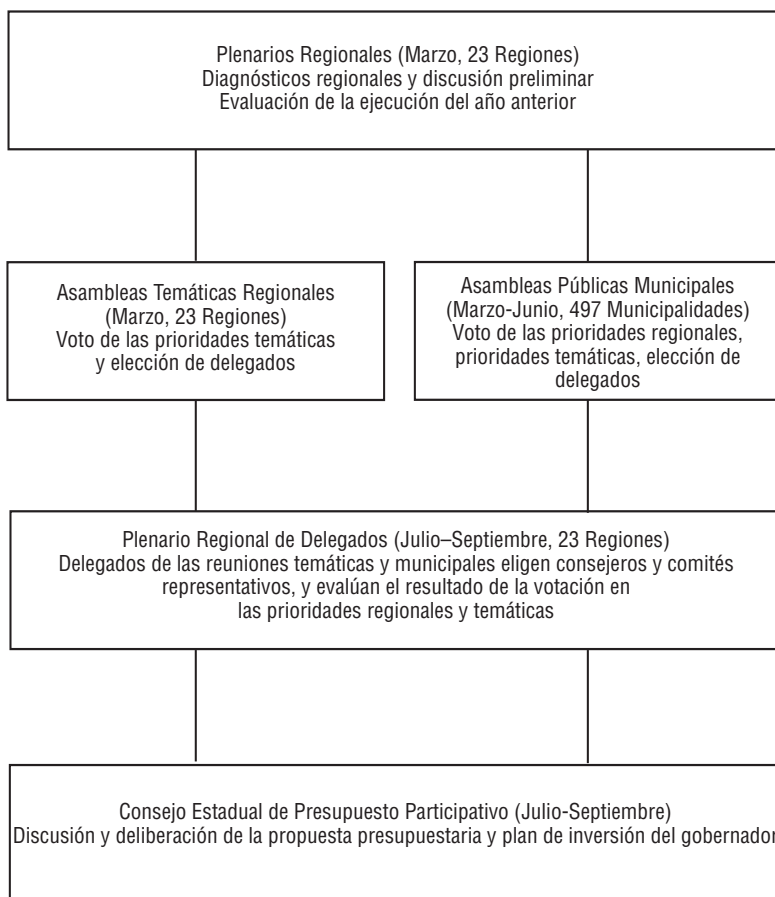 Plenarios Regionales (Marzo, 23 Regiones)
Diagnósticos regionales y discusión preliminar
Evaluación de la ejecución del año anterior
Asambleas Temáticas Regionales
(Marzo, 23 Regiones)
Voto de las prioridades temáticas
y elección de delegados
Asambleas Públicas Municipales
(Marzo-Junio, 497 Municipalidades)
Voto de las prioridades regionales,
prioridades temáticas, elección de
delegados
Plenario Regional de Delegados (Julio–Septiembre, 23 Regiones)
Delegados de las reuniones temáticas y municipales eligen consejeros y comités
representativos, y evalúan el resultado de la votación en
las prioridades regionales y temáticas
Consejo Estadual de Presupuesto Participativo (Julio-Septiembre)
Discusión y deliberación de la propuesta presupuestaria y plan de inversión del gobernador